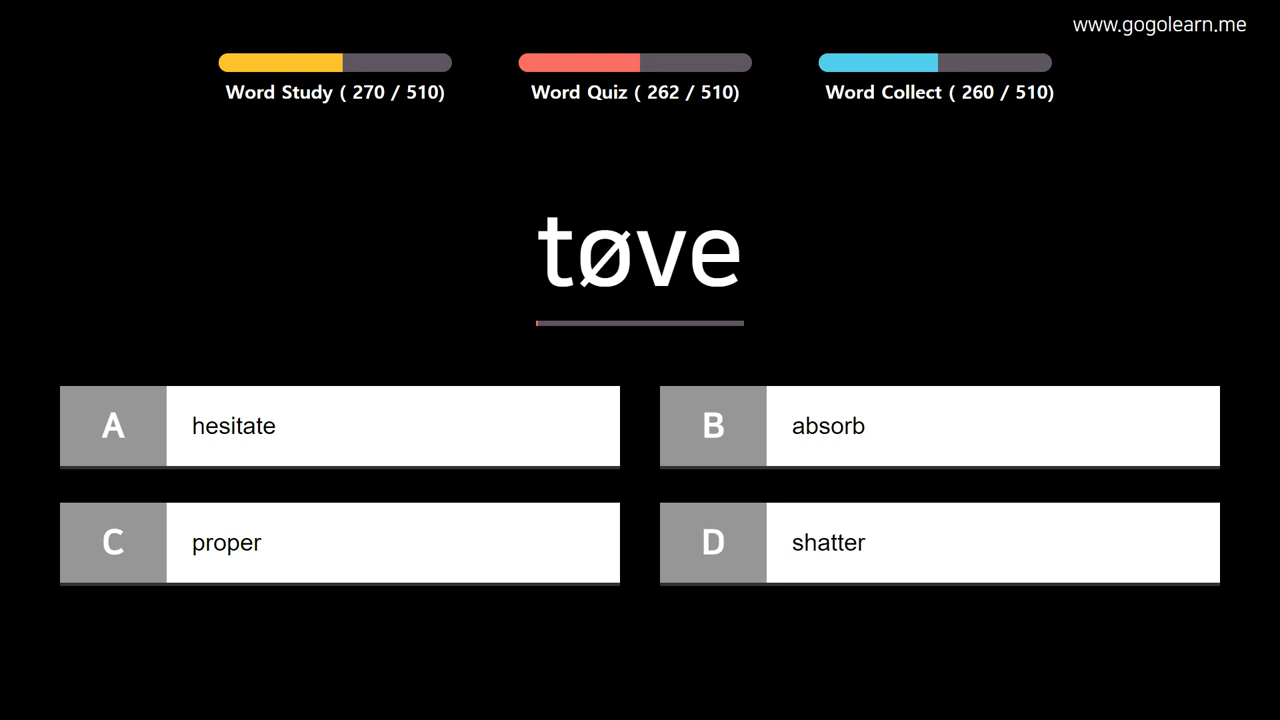 www.gogolearn.me
Word Study ( 270 / 510)
Word Quiz ( 262 / 510)
Word Collect ( 260 / 510)
tøve
A hesitate
B absorb
C proper
D shatter